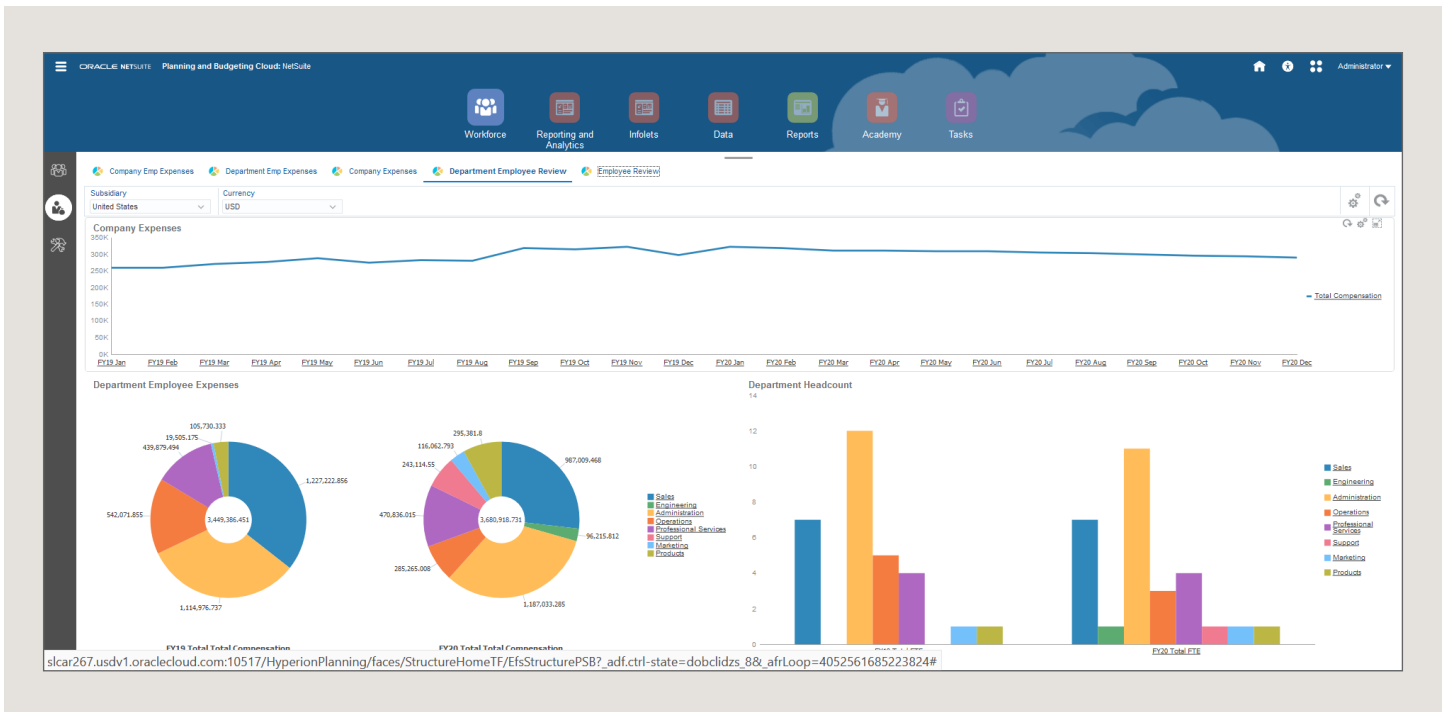 ORACLE NETSUITE Planning and Budgeting Cloud: NetSuite
Administrator
Workforce
Reporting and
Analytics
Infolets
Data
Reports
Academy
Tasks
Company Emp Expenses
Department Emp Expenses
Company Expenses
Department Employee Review
Employee Review
Subsidiary
United States
Currency
USD
Company Expenses
350K
300K
250K
200K
150K
100K
50K
0K
FY19 Jan
FY19 Feb
FY19 Mar
FY19 Apr
FY19 May
FY19 Jun
FY19 Jul
FY19 Aug
FY19 Sep
FY19 Oct
FY19 Nov
FY19 Dec
FY20 Jan
FY20 Feb
FY20 Mar
FY20 Apr
FY20 May
FY20 Jun
FY20 Jul
FY20 Aug
FY20 Sep
FY20 Oct
FY20 Nov
FY20 Dec
Total Compensation
Department Employee Expenses
105,730.333
19,505.175
439,879.494
1,227,222.856
542,071.855
3,449,386.451
1,114,976.737
FY19 Total Total Compensation
295,381.8
116,062.793
243,114.55
987,009.468
470,836.015
3,680,918.731
96,215.812
285,265.008
1,187,033.285
FY20 Total Total Compensation
Sales
Engineering
Administration
Operations
Professional Services
Support
Marketing
Products
Department Headcount
14
12
10
8
6
4
2
0
FY19 Total FTE
FY20 Total FTE
Sales
Engineering
Administration
Operations
Professional
Services
Support
Marketing
Products
slcar267.usdv1.oraclecloud.com:10517/HyperionPlanning/faces/StructureHomeTF/EfsStructurePSB?_adf.ctrl-state=dobclidzs_8&_afrLoop=4052561685223824#